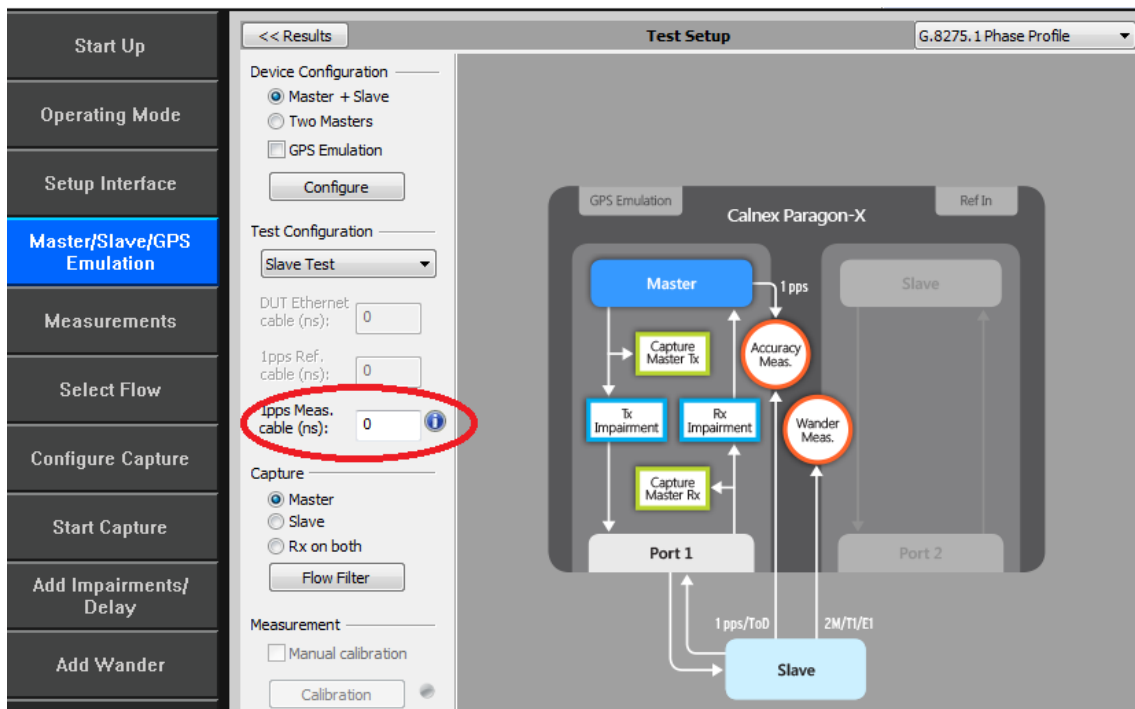 Start Up
Operating Mode
Setup Interface
Master/Slave/GPS
Emulation
Measurements
Select Flow
Configure Capture
Start Capture
Add Impairments/
Delay
Add Wander
<< Results
Test Setup
G.8275.1 Phase Profile
Device Configuration
Master + Slave
Two Masters
GPS Emulation
Configure
Test Configuration
Slave Test
DUT Ethernet
cable (ns):
0
1pps Ref.
cable (ns):
0
1pps Meas.
cable (ns):
0
Capture
Master
Slave
Rx on both
Flow Filter
Measurement
Manual calibration
Calibration
GPS Emulation
Calnex Paragon-X
Ref In
Master
1 pps
Slave
Capture
Master Tx
Accuracy
Meas.
Tx
Impairment
Rx
Impairment
Wander
Meas.
Capture
Master Rx
Port 1
Port 2
1 pps/ToD
2M/T1/E1
Slave